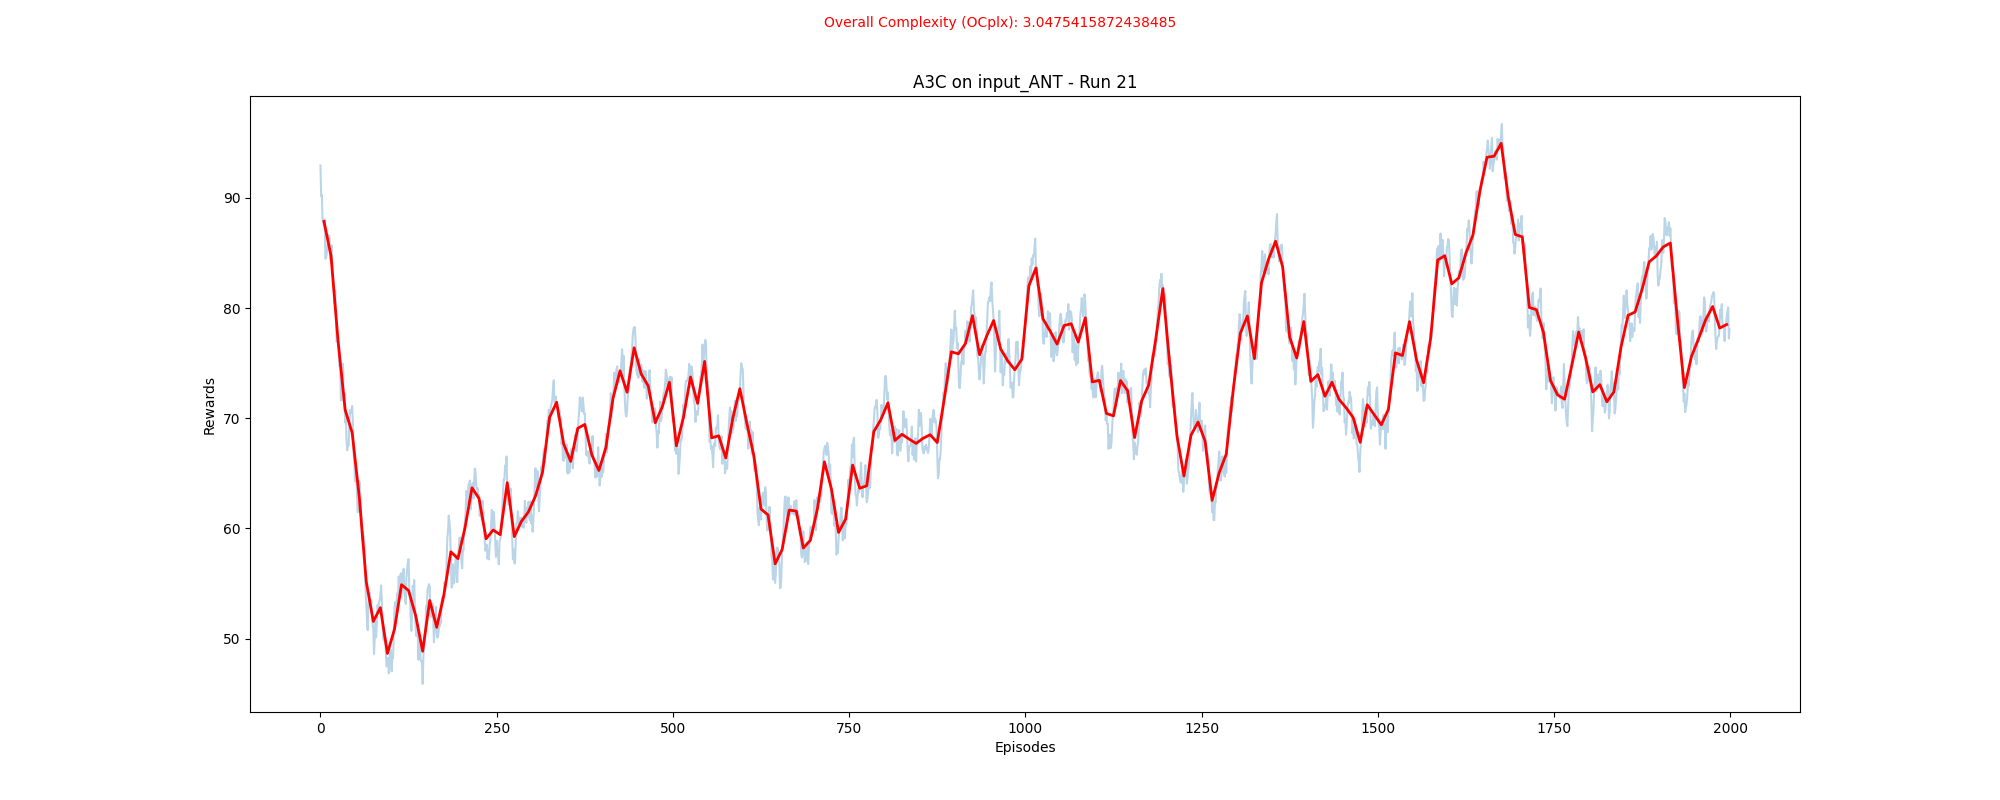 Overall Complexity (OCplx): 3.0475415872438485
A3C on input_ANT - Run 21
Rewards
90
80
70
60
50
0 250 500 750 1000 1250 1500 1750 2000
Episodes